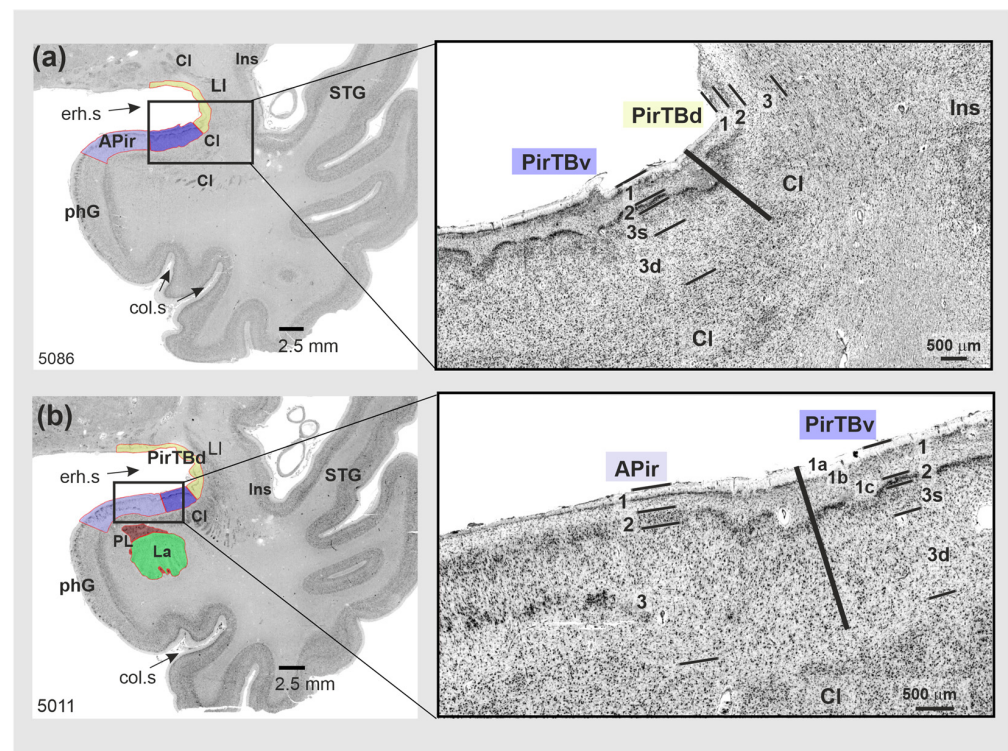 (a)
Cl
Ins
LI
STG
erh.s
APir
Cl
Cl
phG
col.s
2.5 mm
5086
PirTBd
1
2
3
Ins
PirTBv
Cl
1
2
3s
3d
Cl
500 μm
(b)
LI
PirTBd
STG
erh.s
Ins
Cl
PL
La
phG
col.s
2.5 mm
5011
PirTBv
APir
1a
1
1b
1c
2
3s
1
2
3d
3
Cl
500 μm